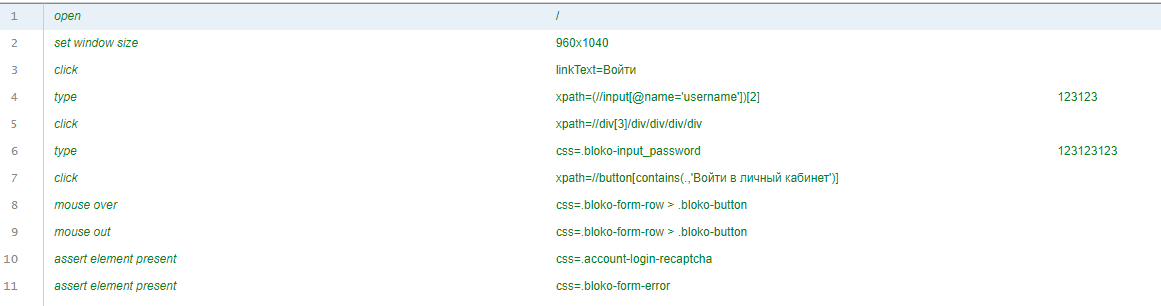 1 open /
2 set window size 960x1040
3 click linkText=Войти
4 type xpath=(//input[@name='username'])[2] 123123
5 click xpath=//div[3]/div/div/div/div
6 type css=.bloko-input_password 123123123
7 click xpath=//button[contains(.,'Войти в личный кабинет')]
8 mouse over css=.bloko-form-row > .bloko-button
9 mouse out css=.bloko-form-row > .bloko-button
10 assert element present css=.account-login-recaptcha
11 assert element present css=.bloko-form-error